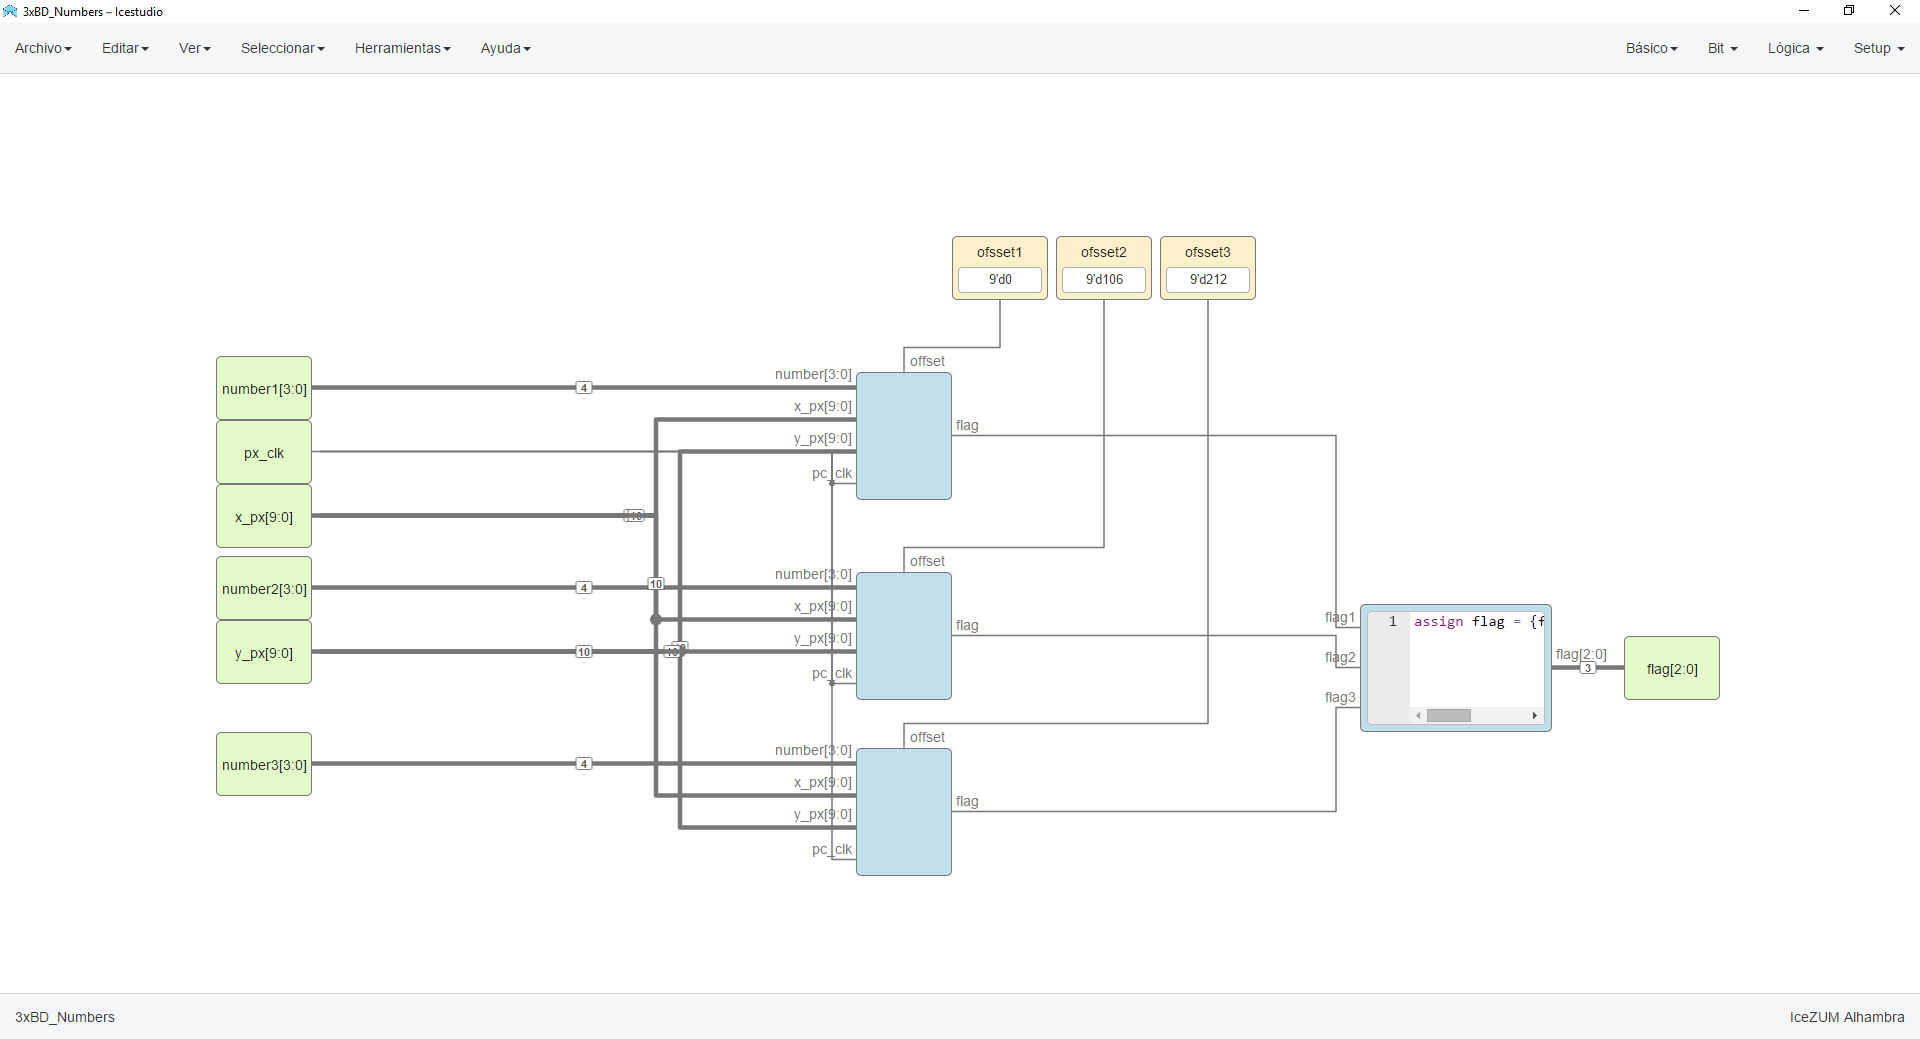 3xBD_Numbers – Icestudio
Archivo Editar Ver Seleccionar Herramientas Ayuda Básico Bit Lógica Setup
ofsset1 ofsset2 ofsset3
9'd0 9'd106 9'd212
offset
number1[3:0] 4 number[3:0]
x_px[9:0]
flag
y_px[9:0]
px_clk
pc_clk
x_px[9:0] 10
offset
number2[3:0] 4 10 number[3:0]
x_px[9:0]
flag1 1 assign flag = {f
flag
y_px[9:0] 10 10 y_px[9:0]
flag2 flag[2:0]
3 flag[2:0]
pc_clk
flag3
offset
number3[3:0] 4 number[3:0]
x_px[9:0]
flag
y_px[9:0]
pc_clk
3xBD_Numbers IceZUM Alhambra